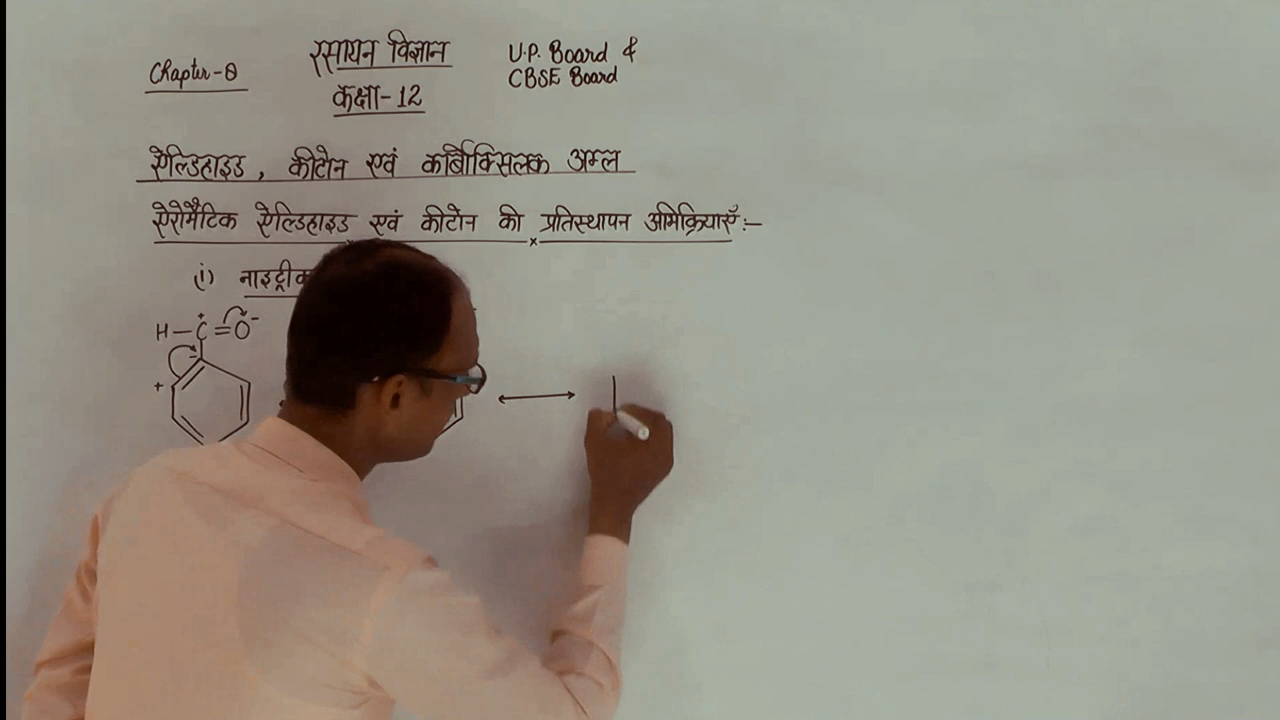 Chapter-8
रसायन विज्ञान
कक्षा-12
U.P. Board &
CBSE Board
ऐल्डिहाइड, कीटोन एवं कार्बोक्सिलिक अम्ल
ऐरोमैटिक ऐल्डिहाइड एवं कीटोन की प्रतिस्थापन अभिक्रियाएँ:-
(i)
H-C=O